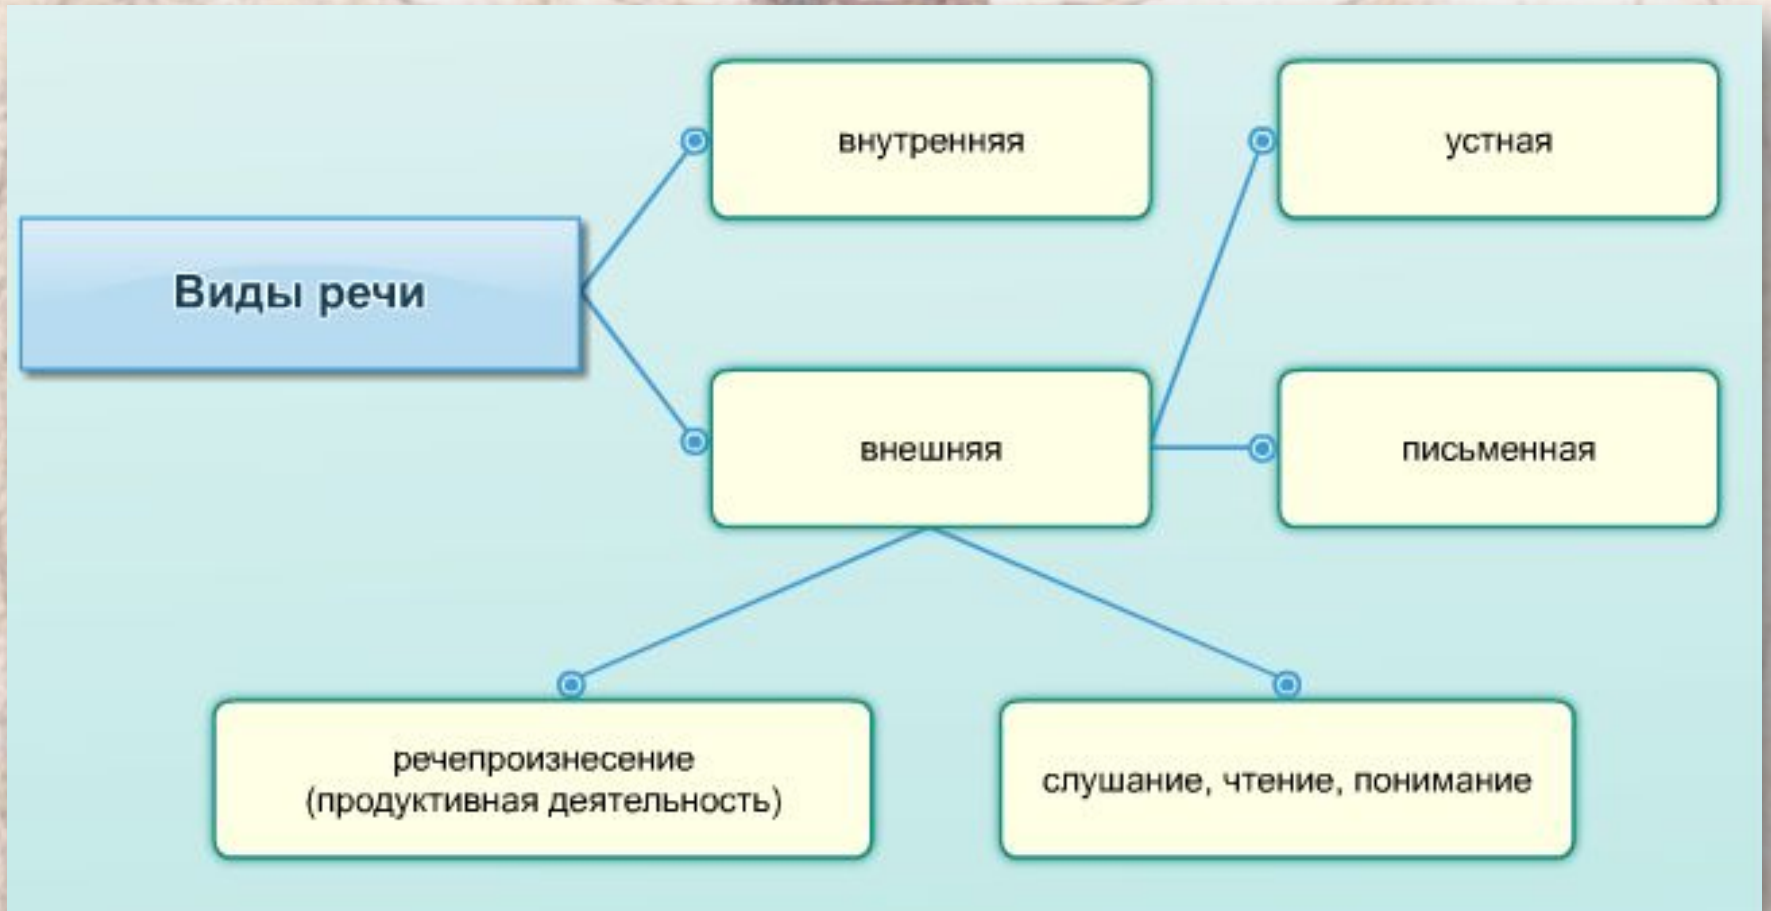 внутренняя
устная
Виды речи
внешняя
письменная
речепроизнесение
(продуктивная деятельность)
слушание, чтение, понимание